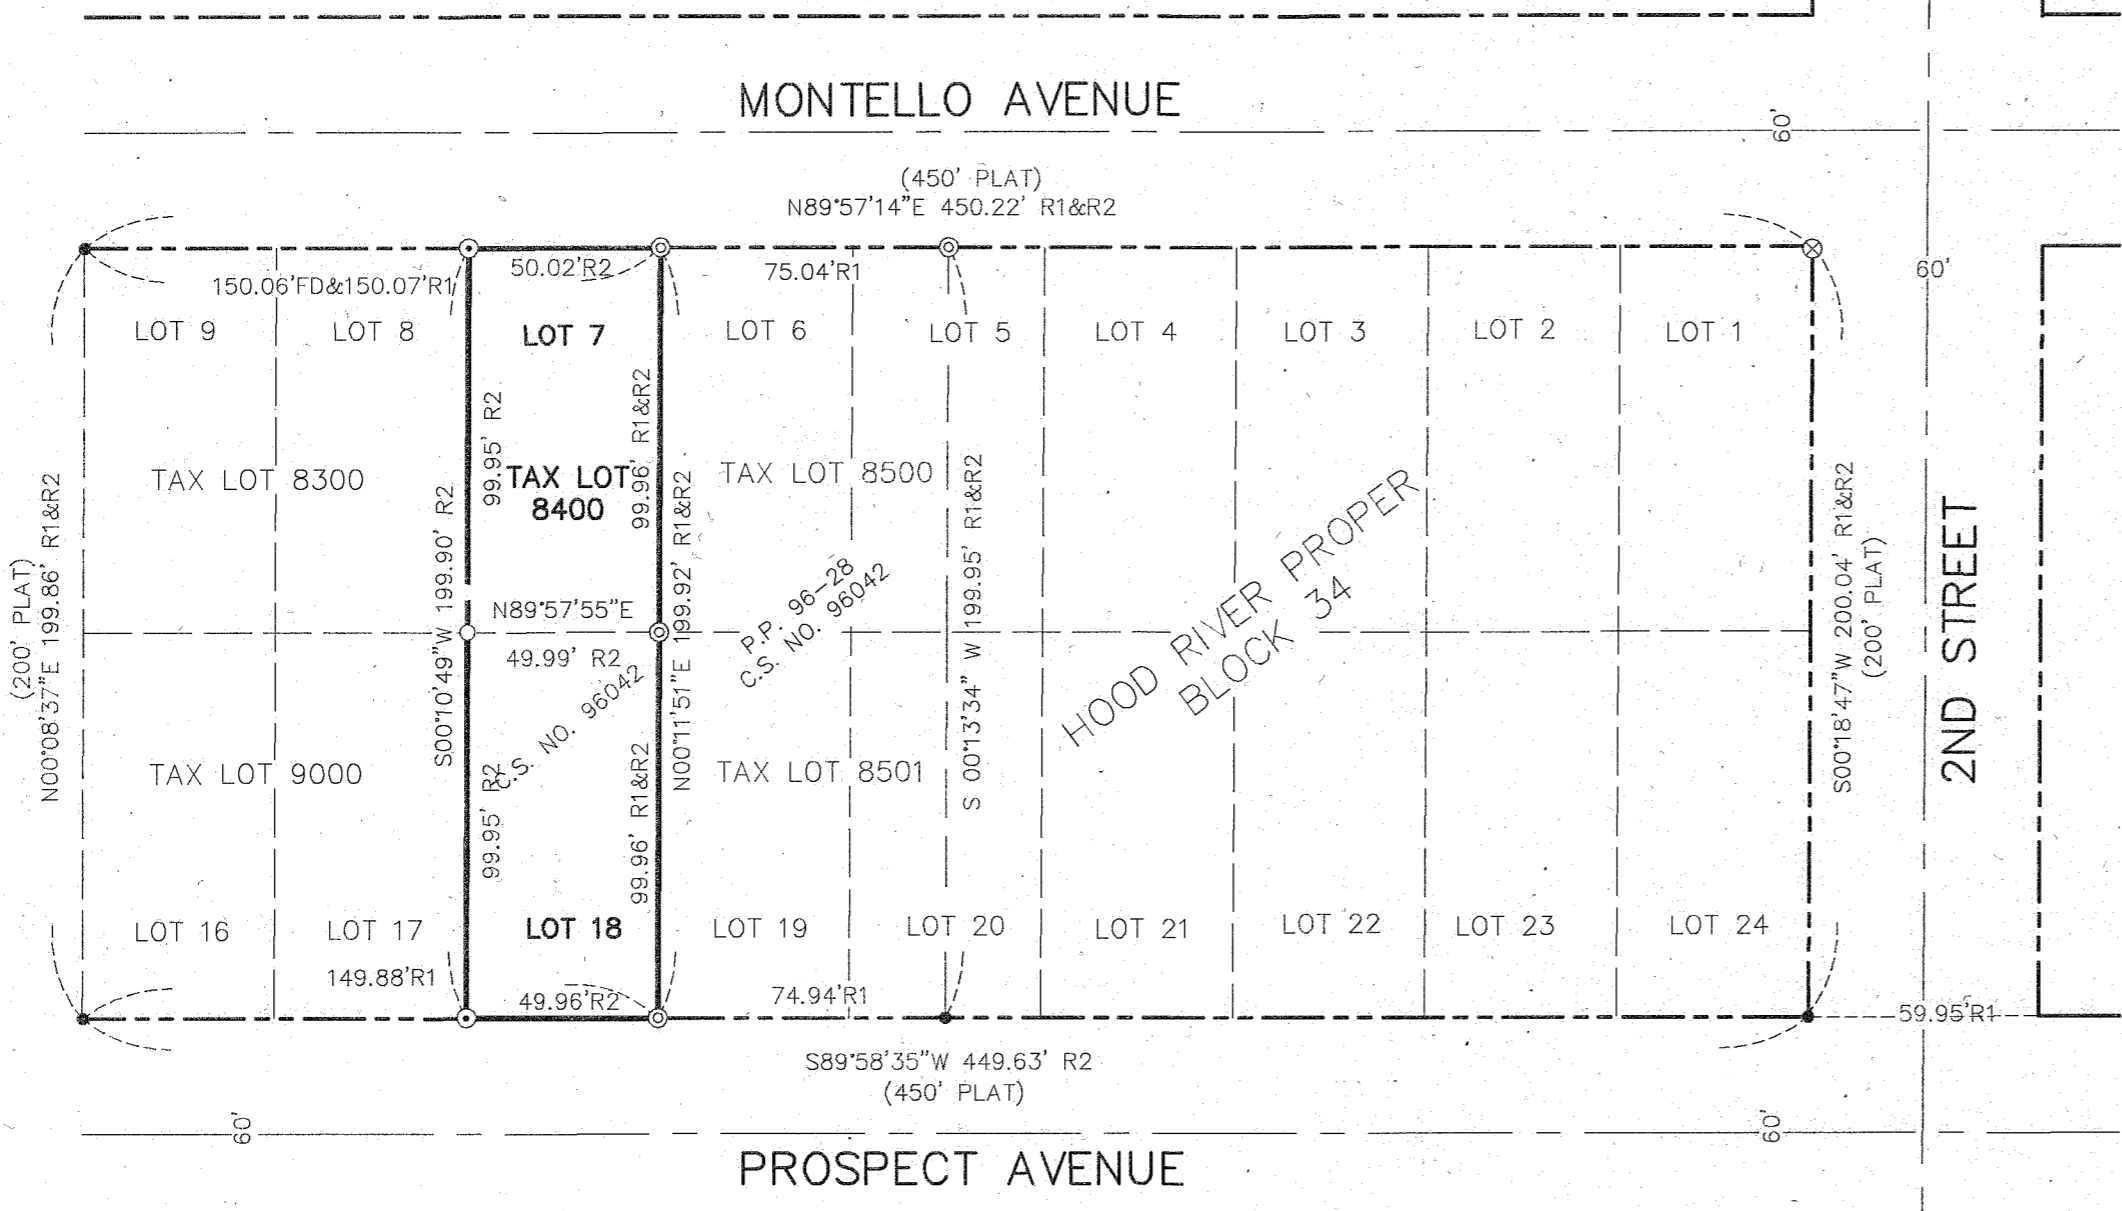 MONTELLO AVENUE
60'
(450' PLAT)
N89°57'14"E 450.22' R1&R2
60'
150.06'FD&150.07'R1
50.02'R2
75.04'R1
LOT 9
LOT 8
LOT 7
LOT 6
LOT 5
LOT 4
LOT 3
LOT 2
LOT 1
TAX LOT 8300
TAX LOT
8400
TAX LOT 8500
99.95' R2
99.96' R1&R2
S00°10'49"W 199.90' R2
N00°11'51"E 199.92' R1&R2
S 00°13'34" W 199.95' R1&R2
(200' PLAT)
N00°08'37"E 199.86' R1&R2
S00°18'47"W 200.04' R1&R2
(200' PLAT)
2ND STREET
HOOD RIVER PROPER
BLOCK 34
P.P. 96-28
C.S. NO. 96042
N89°57'55"E
49.99' R2
C.S. NO. 96042
TAX LOT 9000
TAX LOT 8501
99.95' R2
99.96' R1&R2
LOT 16
LOT 17
LOT 18
LOT 19
LOT 20
LOT 21
LOT 22
LOT 23
LOT 24
149.88'R1
49.96'R2
74.94'R1
59.95'R1
S89°58'35"W 449.63' R2
(450' PLAT)
60'
60'
PROSPECT AVENUE